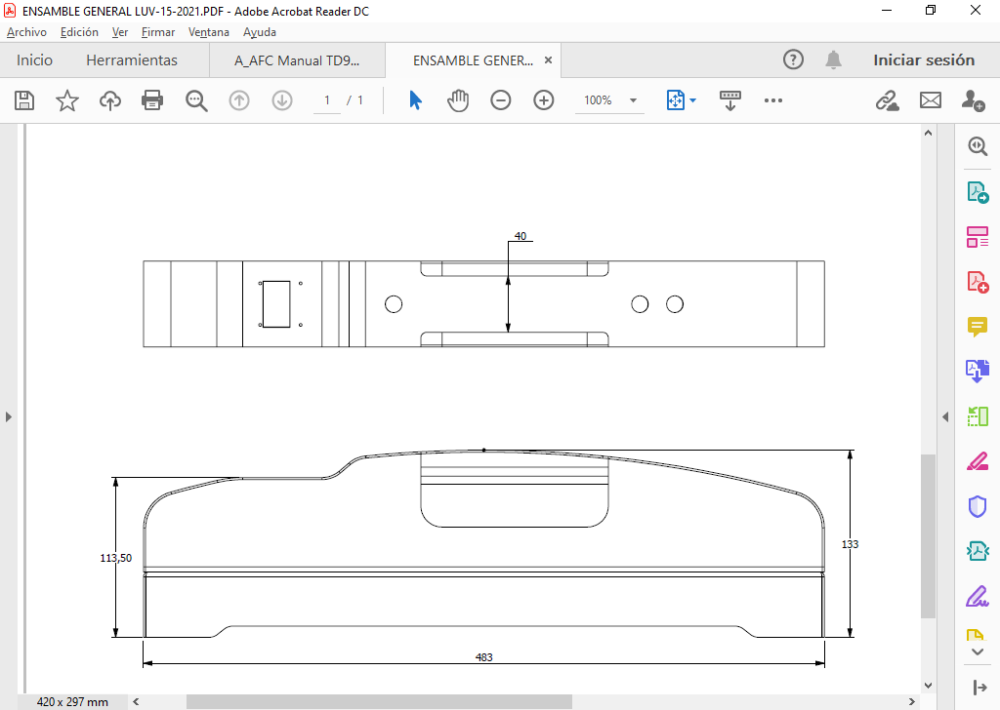 ENSAMBLE GENERAL LUV-15-2021.PDF - Adobe Acrobat Reader DC
Archivo Edición Ver Firmar Ventana Ayuda
Inicio Herramientas A_AFC Manual TD9... ENSAMBLE GENER... × Iniciar sesión
1 / 1 100%
40
113,50
133
483
420 x 297 mm